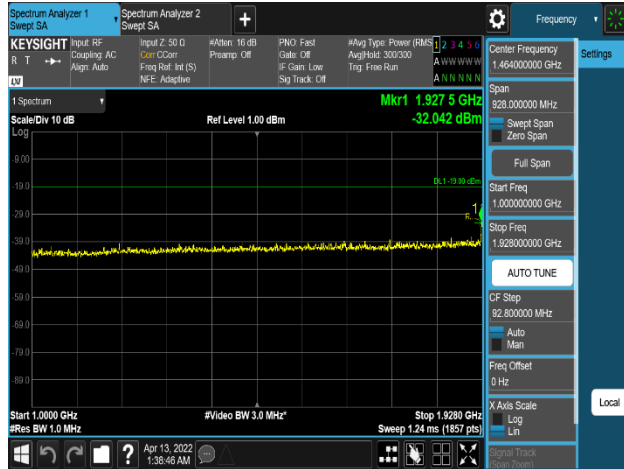 Spectrum Analyzer 1
Swept SA
Spectrum Analyzer 2
Swept SA
+
Frequency
Settings
KEYSIGHT
R T
LXI
Input: RF
Coupling: AC
Align: Auto
Input Z: 50 Ω
Corr CCorr
Freq Ref: Int (S)
NFE: Adaptive
#Atten: 16 dB
Preamp: Off
PNO: Fast
Gate: Off
IF Gain: Low
Sig Track: Off
#Avg Type: Power (RMS
Avg|Hold: 300/300
Trig: Free Run
1 2 3 4 5 6
A W W W W W
A N N N N N
1 Spectrum
Scale/Div 10 dB
Log
Ref Level 1.00 dBm
Mkr1 1.927 5 GHz
-32.042 dBm
-9.00
-19.0
-29.0
-39.0
-49.0
-59.0
-69.0
-79.0
-89.0
DL1 -19.00 dBm
1
R..
Start 1.0000 GHz
#Res BW 1.0 MHz
#Video BW 3.0 MHz*
Stop 1.9280 GHz
Sweep 1.24 ms (1857 pts)
Center Frequency
1.464000000 GHz
Span
928.000000 MHz
Swept Span
Zero Span
Full Span
Start Freq
1.000000000 GHz
Stop Freq
1.928000000 GHz
AUTO TUNE
CF Step
92.800000 MHz
Auto
Man
Freq Offset
0 Hz
X Axis Scale
Log
Lin
Signal Track
(Span Zoom)
Local
?
Apr 13, 2022
1:38:46 AM